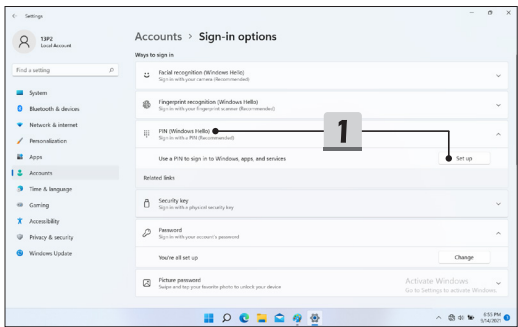 Settings
13P2
Local Account
Find a setting
System
Bluetooth & devices
Network & internet
Personalization
Apps
Accounts
Time & language
Gaming
Accessibility
Privacy & security
Windows Update
Accounts > Sign-in options
Ways to sign in
Facial recognition (Windows Hello)
Sign in with your camera (Recommended)
Fingerprint recognition (Windows Hello)
Sign in with your fingerprint scanner (Recommended)
PIN (Windows Hello)
Sign in with a PIN (Recommended)
1
Use a PIN to sign in to Windows, apps, and services
Set up
Related links
Security key
Sign in with a physical security key
Password
Sign in with your account's password
You're all set up
Change
Picture password
Swipe and tap your favorite photo to unlock your device
Activate Windows
Go to Settings to activate Windows.
6:55 PM
9/14/2021